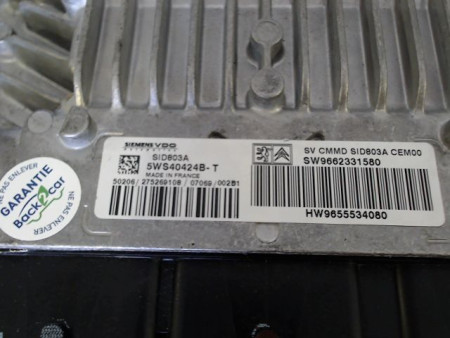 SIEMENS VDO
SID803A
5WS40424B-T
MADE IN FRANCE
50206/275269108 /07069/002B1
SV CMMD SID803A CEM00
SW9662331580
HW9655534080
NE PAS ENLEVER
GARANTIE
Back2car
NE PAS ENLEVER